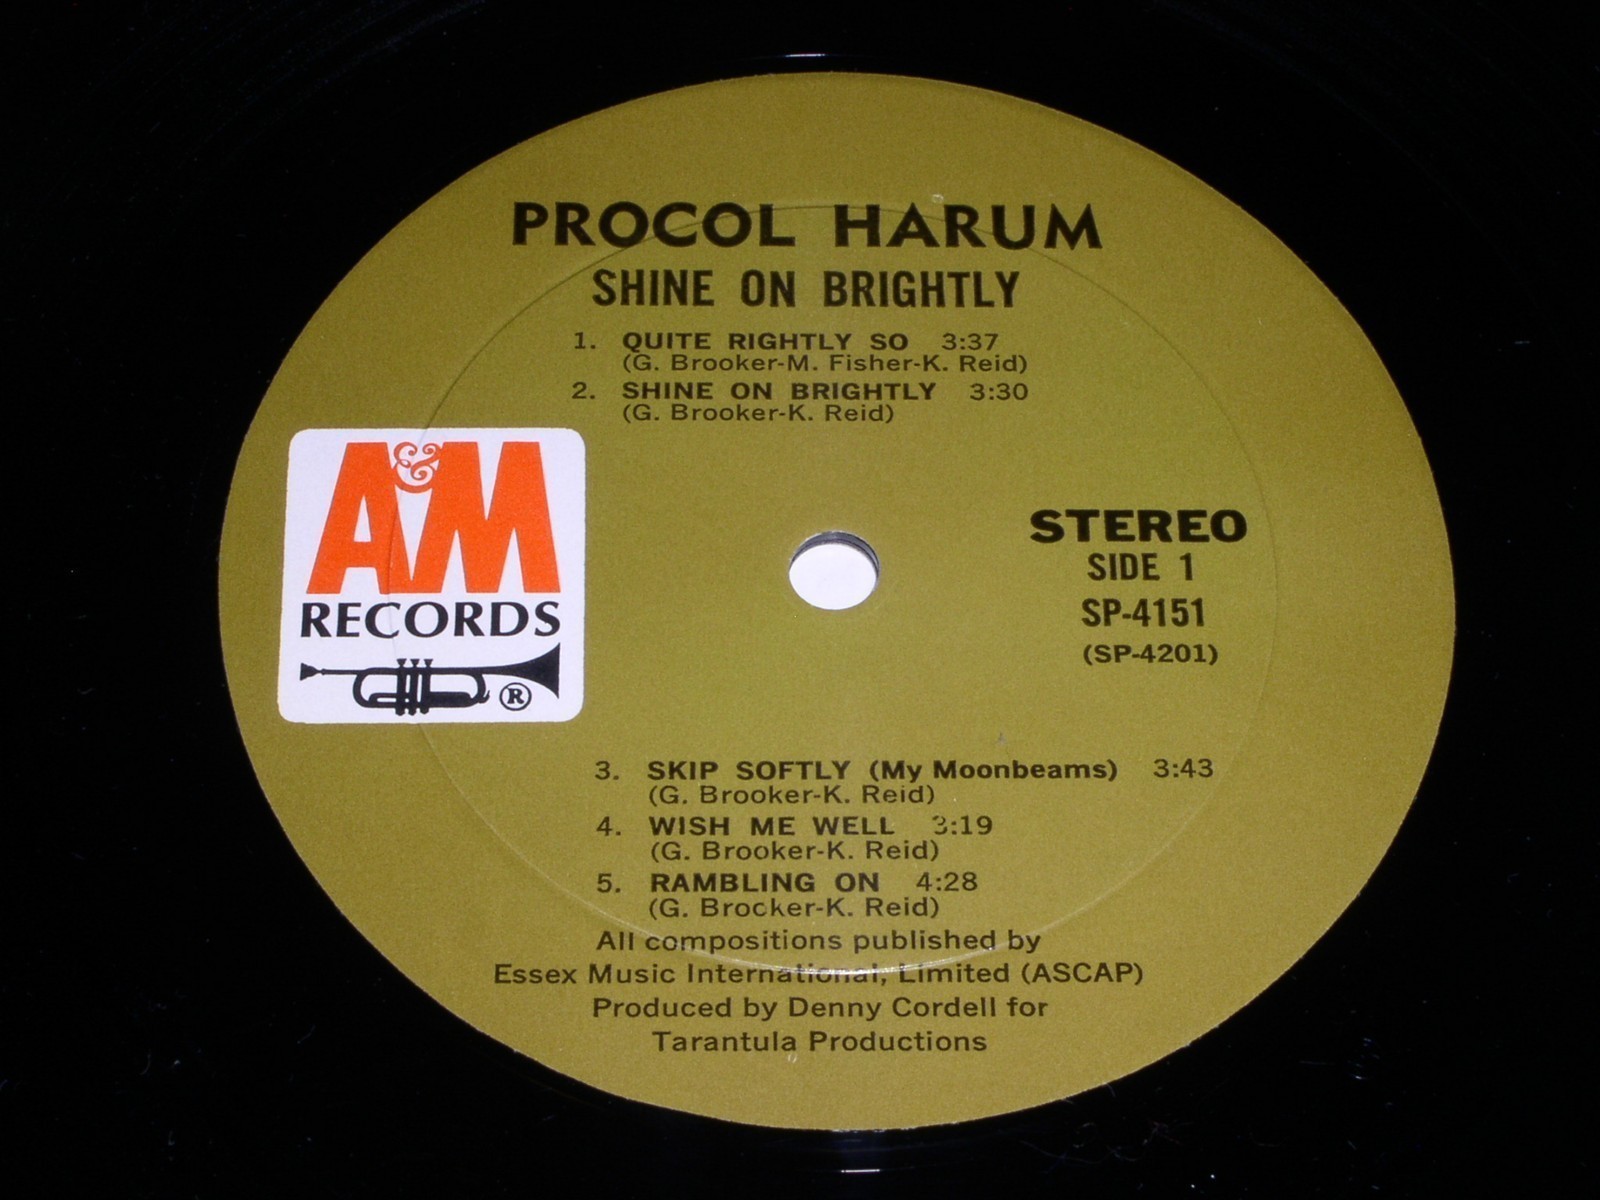 PROCOL HARUM
SHINE ON BRIGHTLY
1. QUITE RIGHTLY SO 3:37
(G. Brooker-M. Fisher-K. Reid)
2. SHINE ON BRIGHTLY 3:30
(G. Brooker-K. Reid)
A&M
RECORDS
®
STEREO
SIDE 1
SP-4151
(SP-4201)
3. SKIP SOFTLY (My Moonbeams) 3:43
(G. Brooker-K. Reid)
4. WISH ME WELL 3:19
(G. Brooker-K. Reid)
5. RAMBLING ON 4:28
(G. Brocker-K. Reid)
All compositions published by
Essex Music International, Limited (ASCAP)
Produced by Denny Cordell for
Tarantula Productions